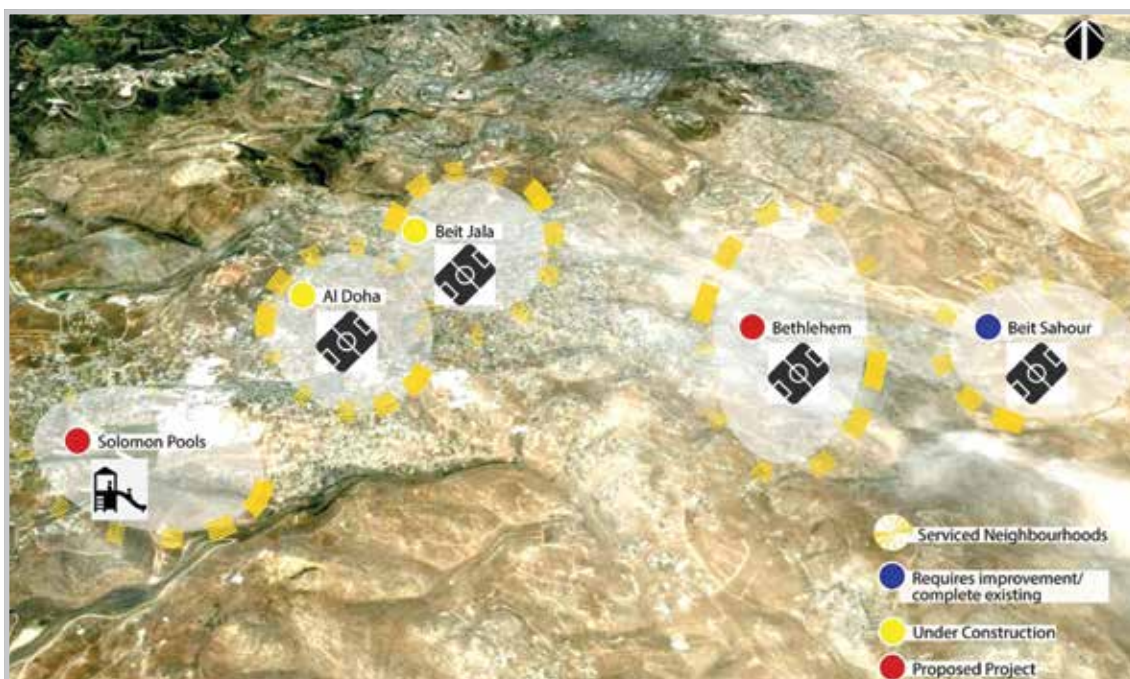 Beit Jala
Al Doha
Bethlehem
Beit Sahour
Solomon Pools
Serviced Neighbourhoods
Requires improvement/
complete existing
Under Construction
Proposed Project